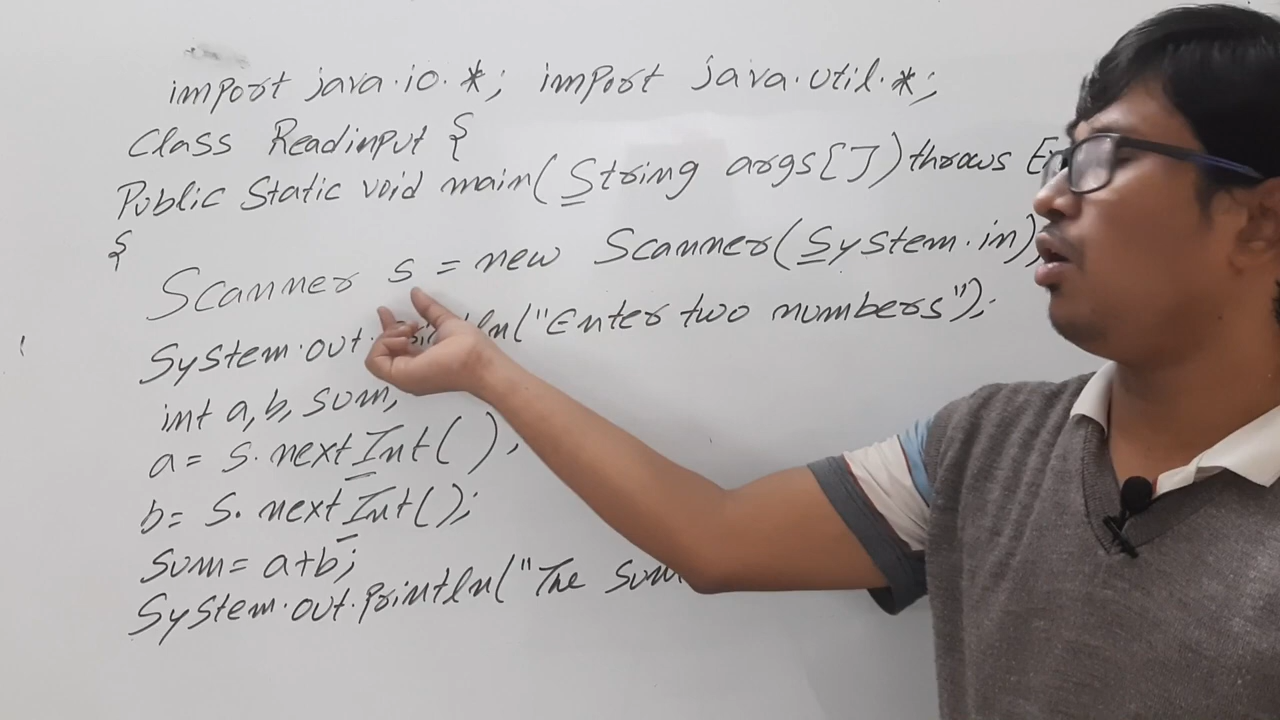 import java.io.*; import java.util.*;
Class Readinput {
Public Static void main(String args[])throws
{
Scanner s = new Scanner(System.in)
System.out. ln("Enter two numbers");
int a, b, sum,
a= s.nextInt();
b= s.nextInt();
sum= a+b;
System.out.println("The sum